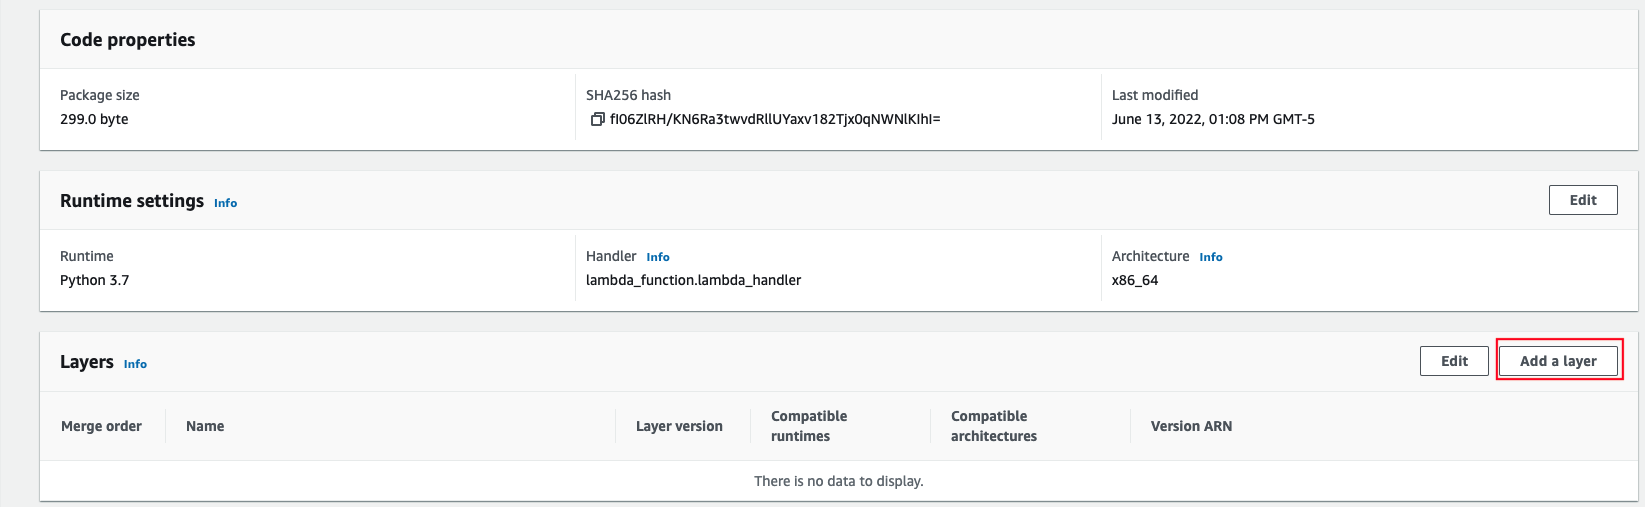 Code properties
Package size
SHA256 hash
Last modified
299.0 byte
fI06ZlRH/KN6Ra3twvdRllUYaxv182Tjx0qNWNlKIhI=
June 13, 2022, 01:08 PM GMT-5
Runtime settings Info
Edit
Runtime
Handler Info
Architecture Info
Python 3.7
lambda_function.lambda_handler
x86_64
Layers Info
Edit
Add a layer
Merge order
Name
Layer version
Compatible
runtimes
Compatible
architectures
Version ARN
There is no data to display.